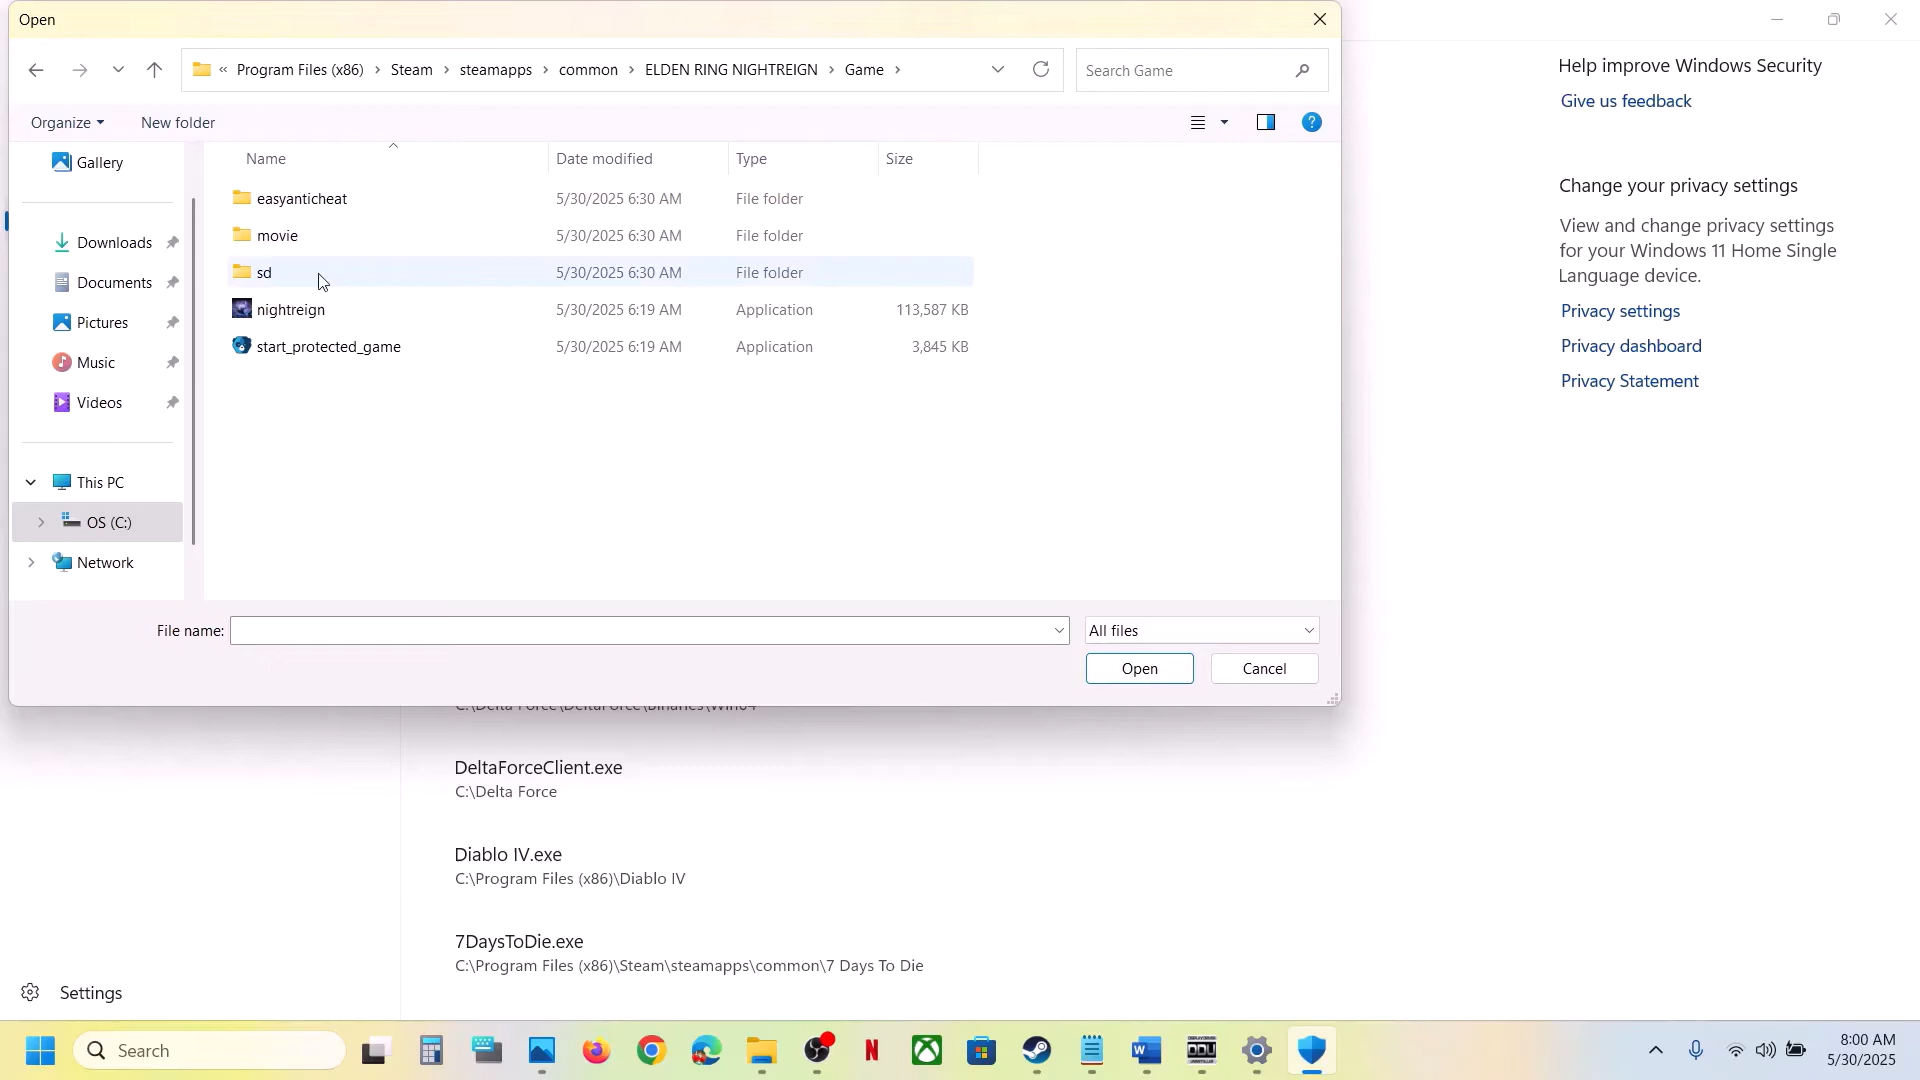 Open
« Program Files (x86) › Steam › steamapps › common › ELDEN RING NIGHTREIGN › Game ›
Search Game
Organize
New folder
Gallery
Downloads
Documents
Pictures
Music
Videos
This PC
OS (C:)
Network
Name Date modified Type Size
easyanticheat 5/30/2025 6:30 AM File folder
movie 5/30/2025 6:30 AM File folder
sd 5/30/2025 6:30 AM File folder
nightreign 5/30/2025 6:19 AM Application 113,587 KB
start_protected_game 5/30/2025 6:19 AM Application 3,845 KB
File name:
All files
Open
Cancel
Help improve Windows Security
Give us feedback
Change your privacy settings
View and change privacy settings
for your Windows 11 Home Single
Language device.
Privacy settings
Privacy dashboard
Privacy Statement
C:\Delta Force\DeltaForce\Binaries\Win64
DeltaForceClient.exe
C:\Delta Force
Diablo IV.exe
C:\Program Files (x86)\Diablo IV
7DaysToDie.exe
C:\Program Files (x86)\Steam\steamapps\common\7 Days To Die
Settings
Search
8:00 AM
5/30/2025